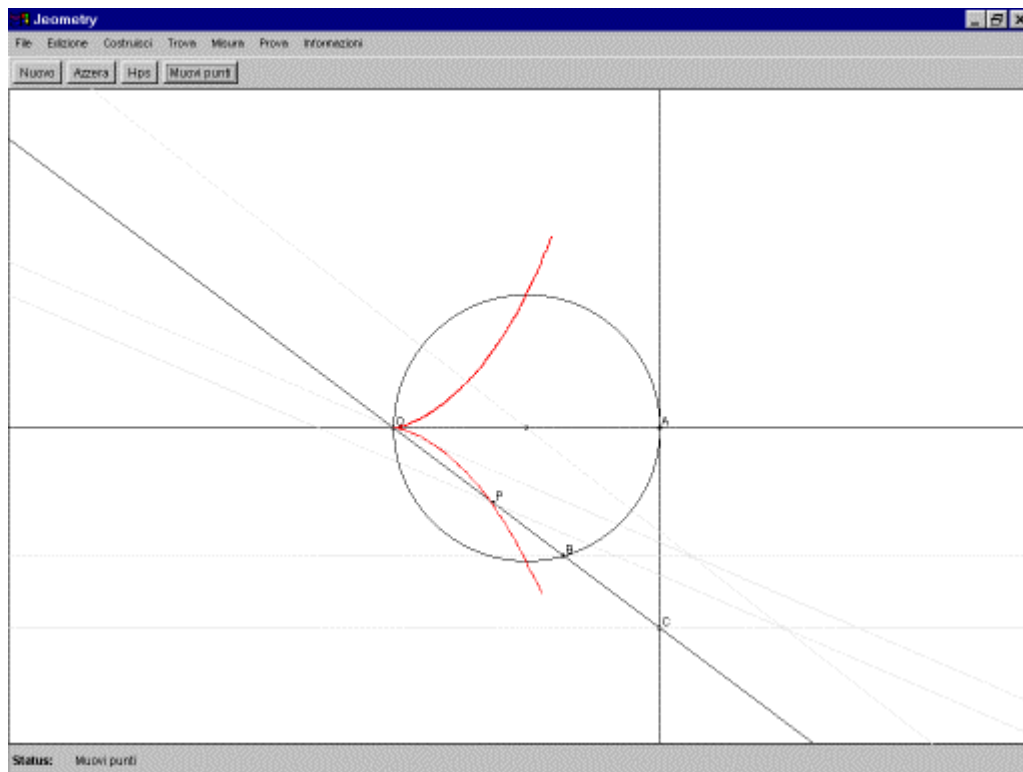 Jeometry
File Edizione Costruisci Trova Misura Prova Informazioni
Nuovo Azzera Hps Muovi punti
O A
P
B
C
Status: Muovi punti